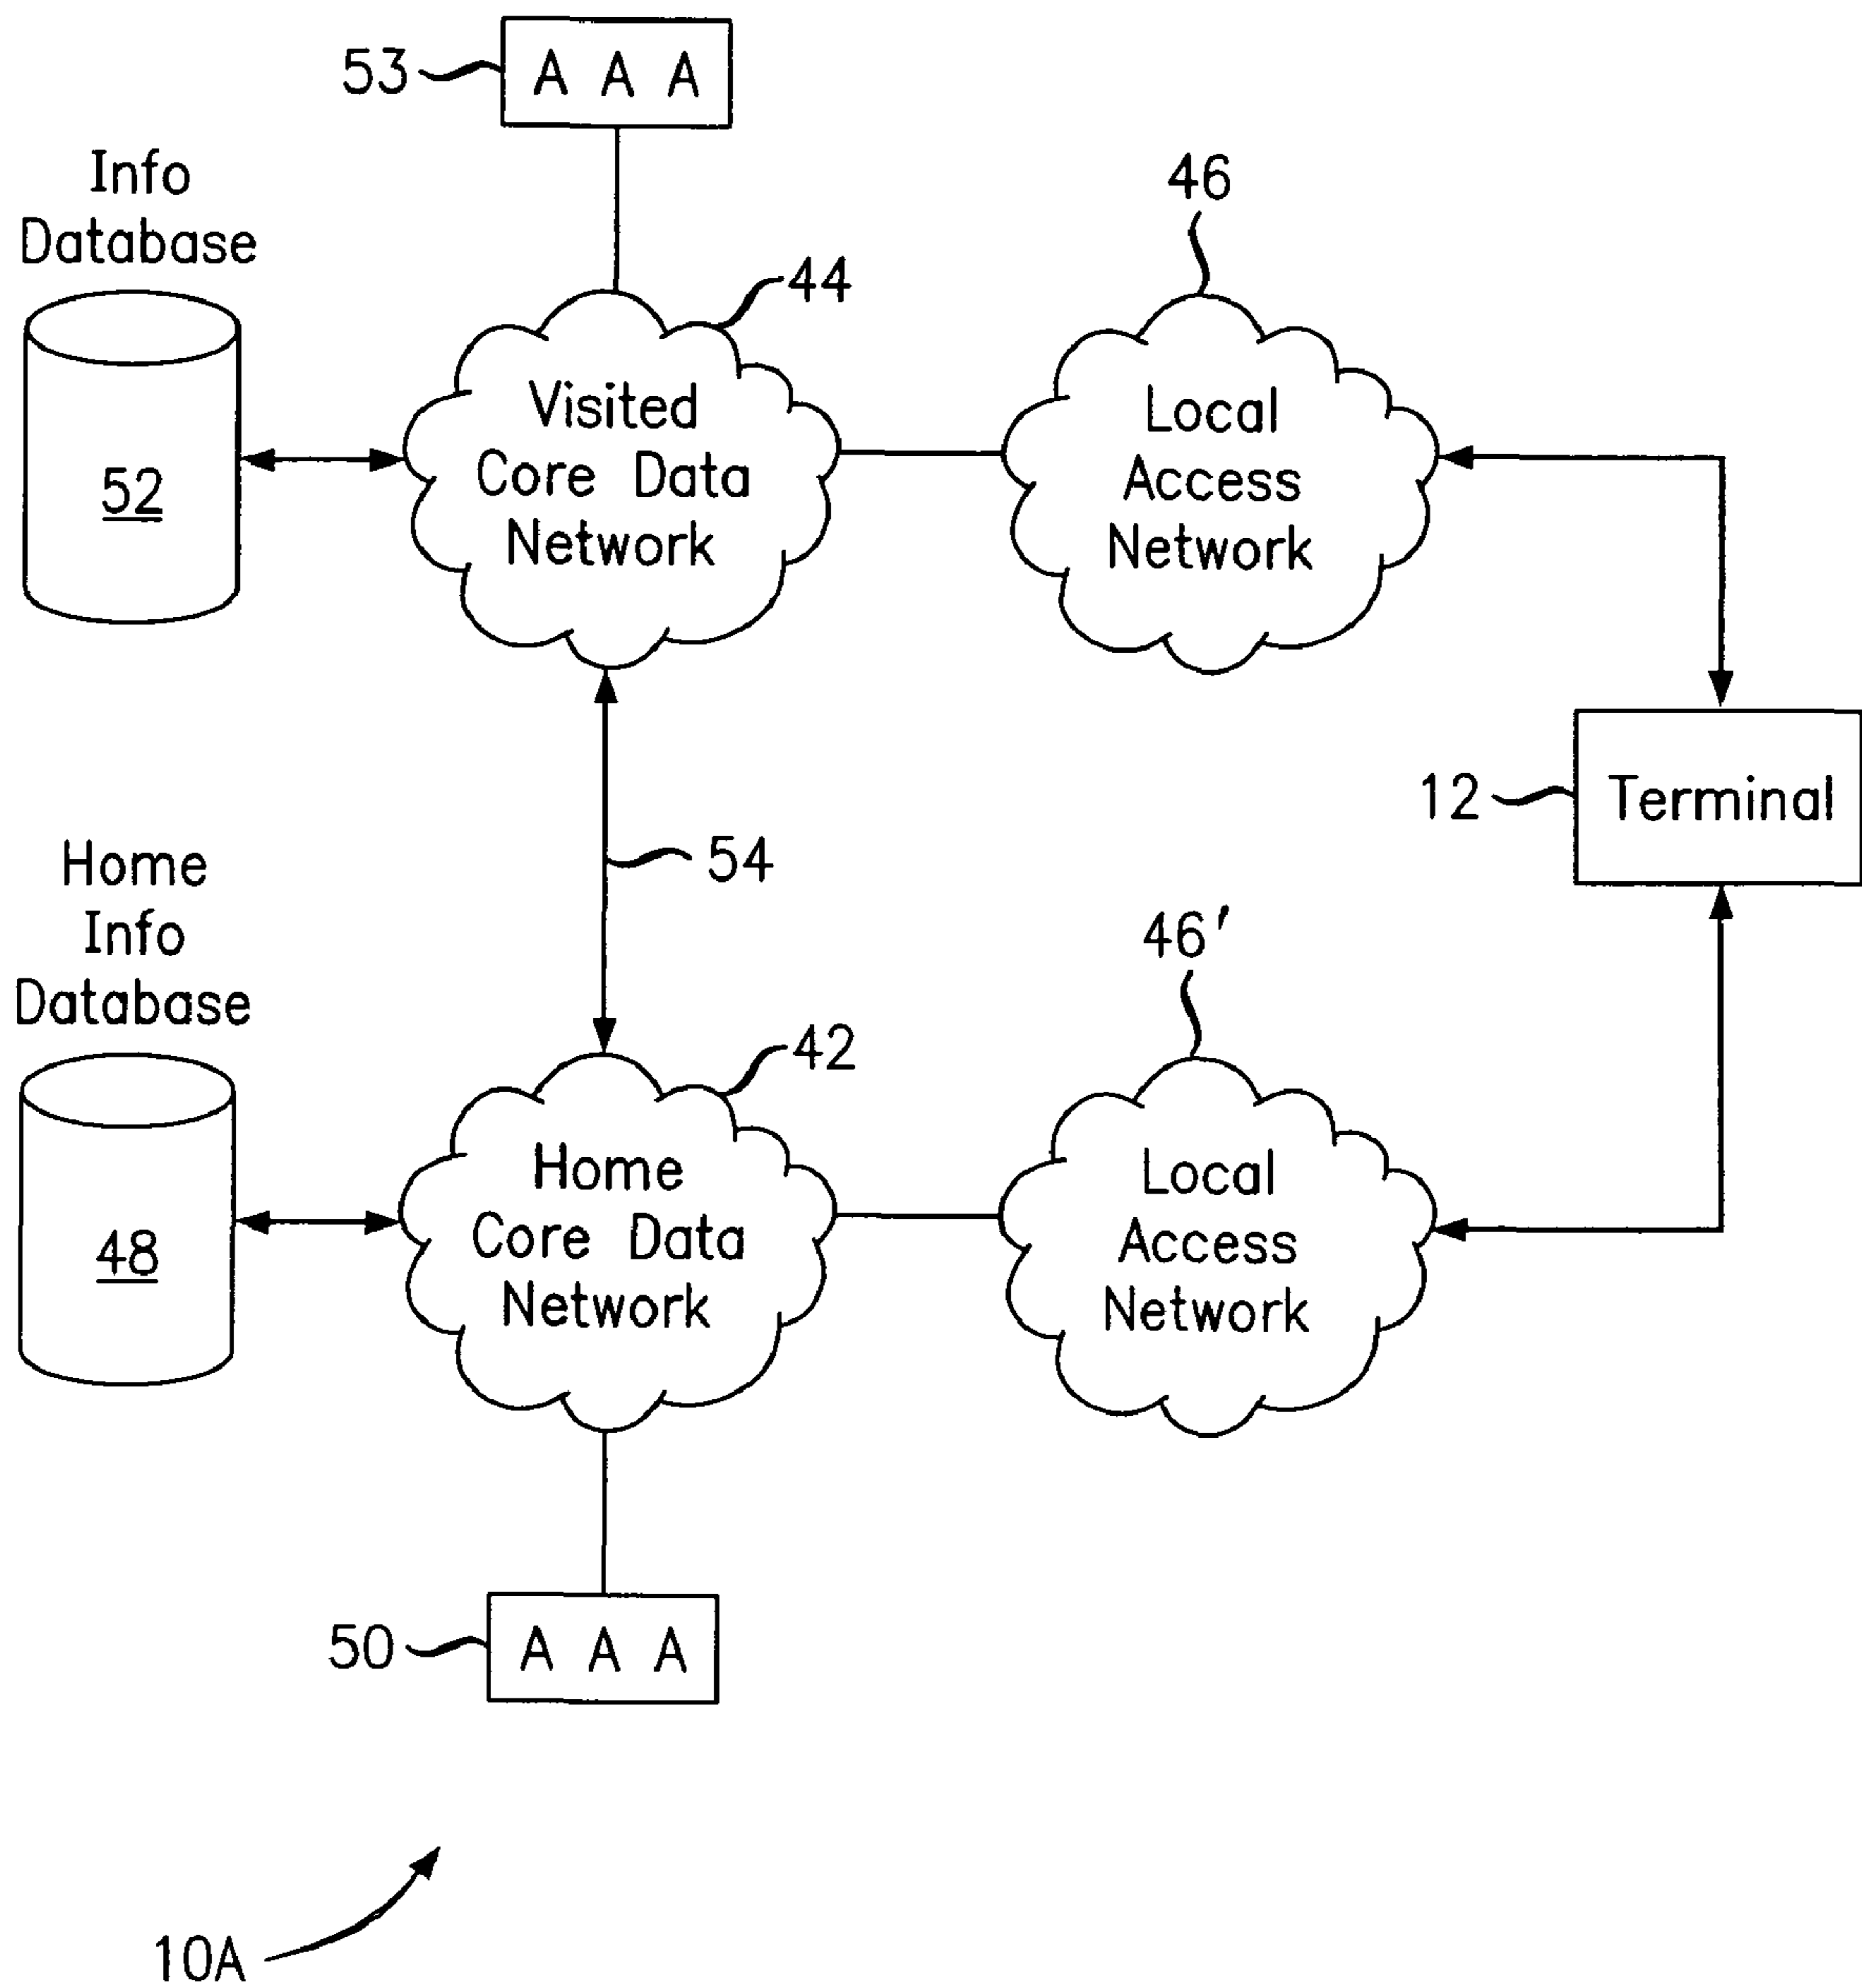 53
A A A
Info
Database
52
44
Visited
Core Data
Network
46
Local
Access
Network
12
Terminal
54
Home
Info
Database
48
42
Home
Core Data
Network
46'
Local
Access
Network
50
A A A
10A